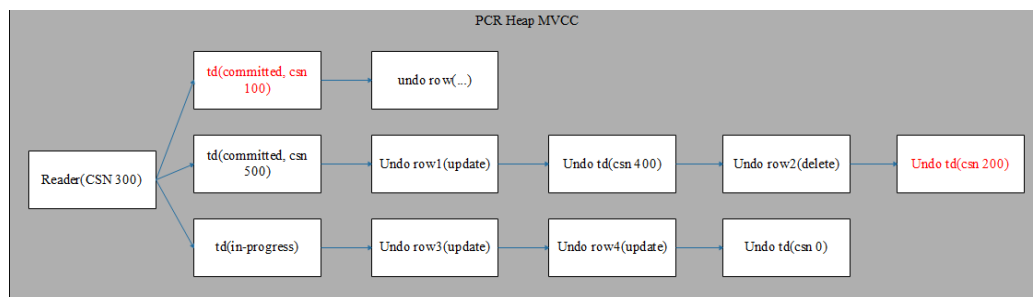 PCR Heap MVCC
td(committed, csn
100)
undo row(...)
Reader(CSN 300)
td(committed, csn
500)
Undo row1(update)
Undo td(csn 400)
Undo row2(delete)
Undo td(csn 200)
td(in-progress)
Undo row3(update)
Undo row4(update)
Undo td(csn 0)